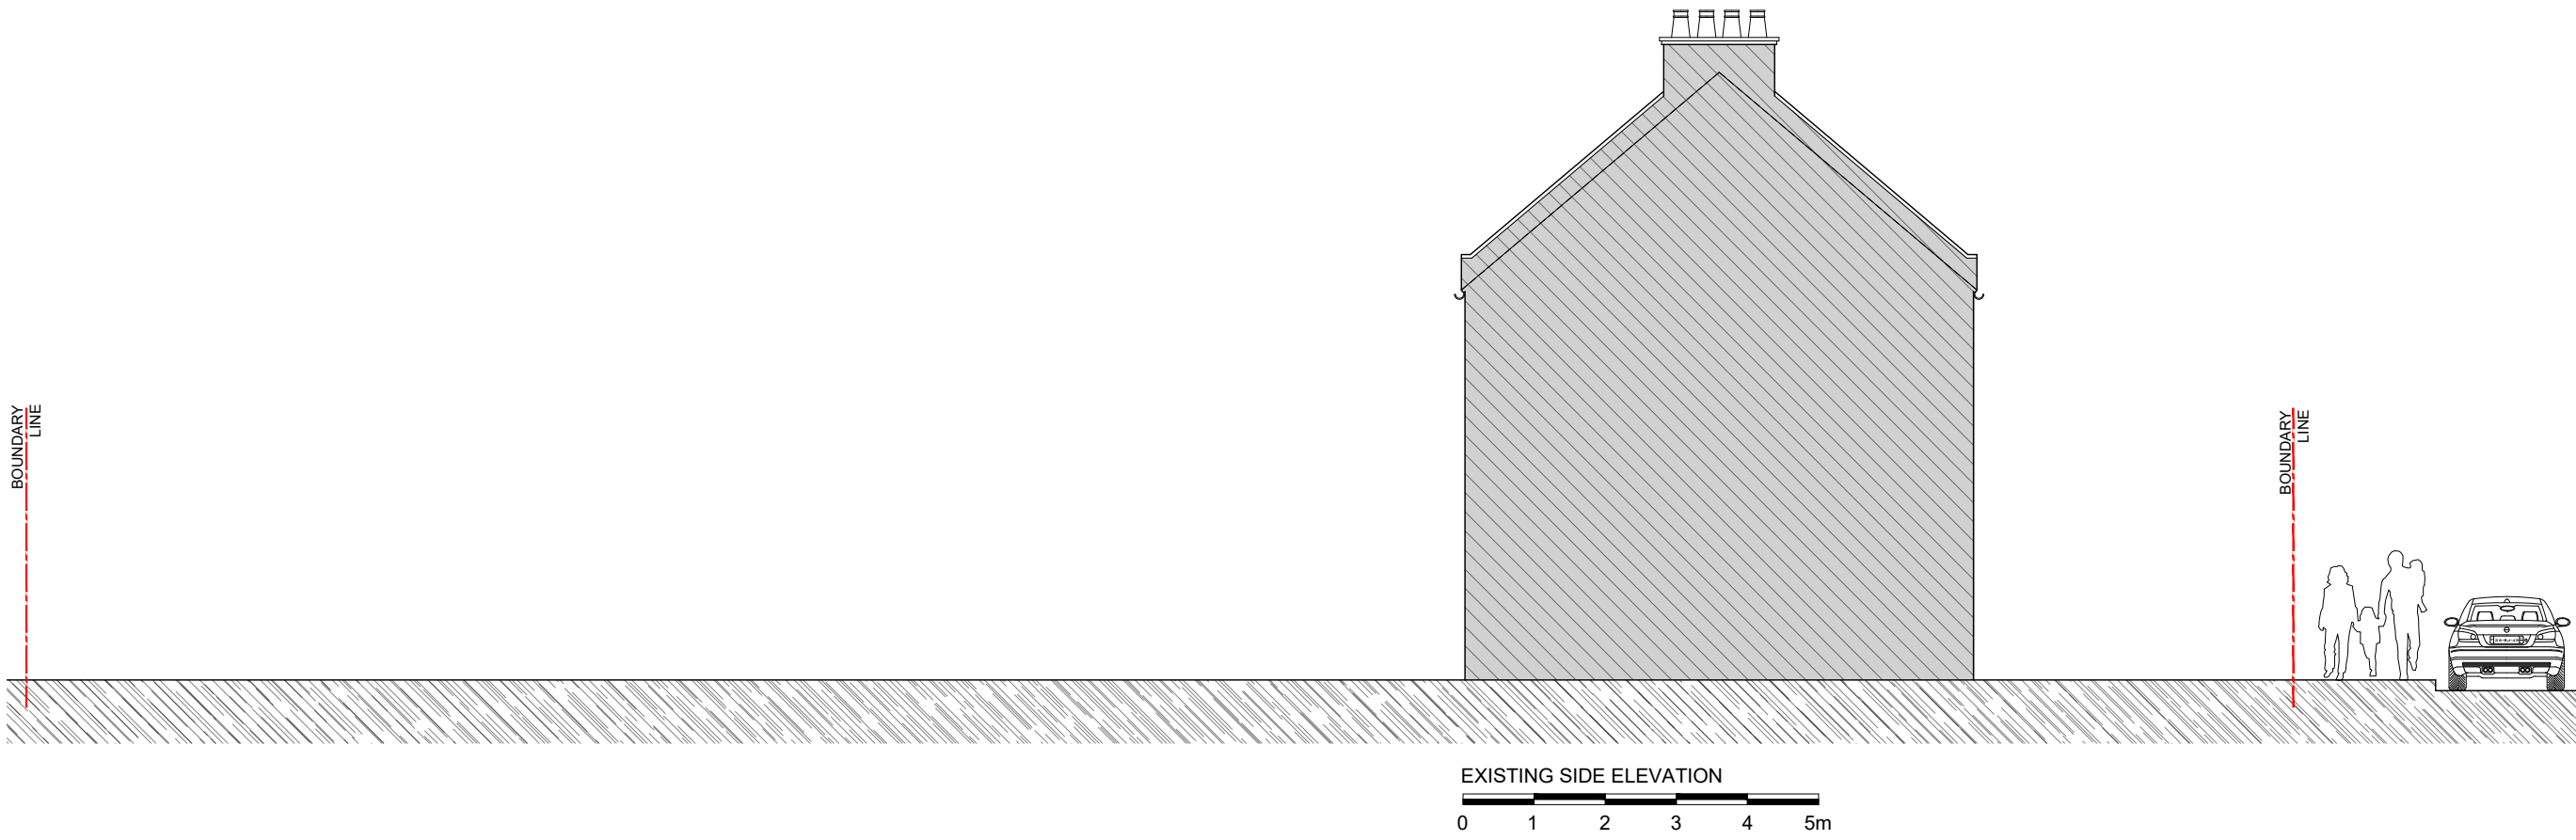 BOUNDARY
LINE
BOUNDARY
LINE
EXISTING SIDE ELEVATION
0 1 2 3 4 5m